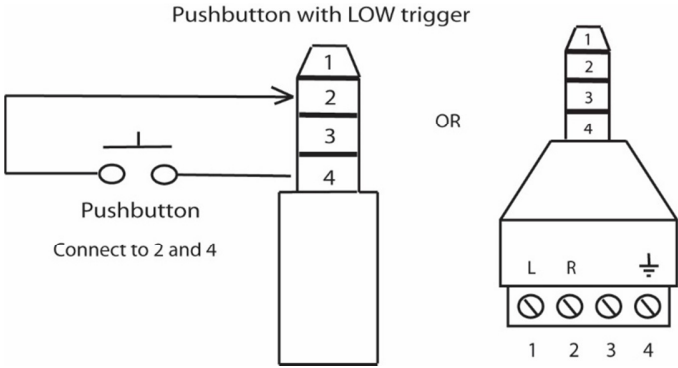 Pushbutton with LOW trigger
1
2
3
4
Pushbutton
Connect to 2 and 4
OR
1
2
3
4
L R
1 2 3 4